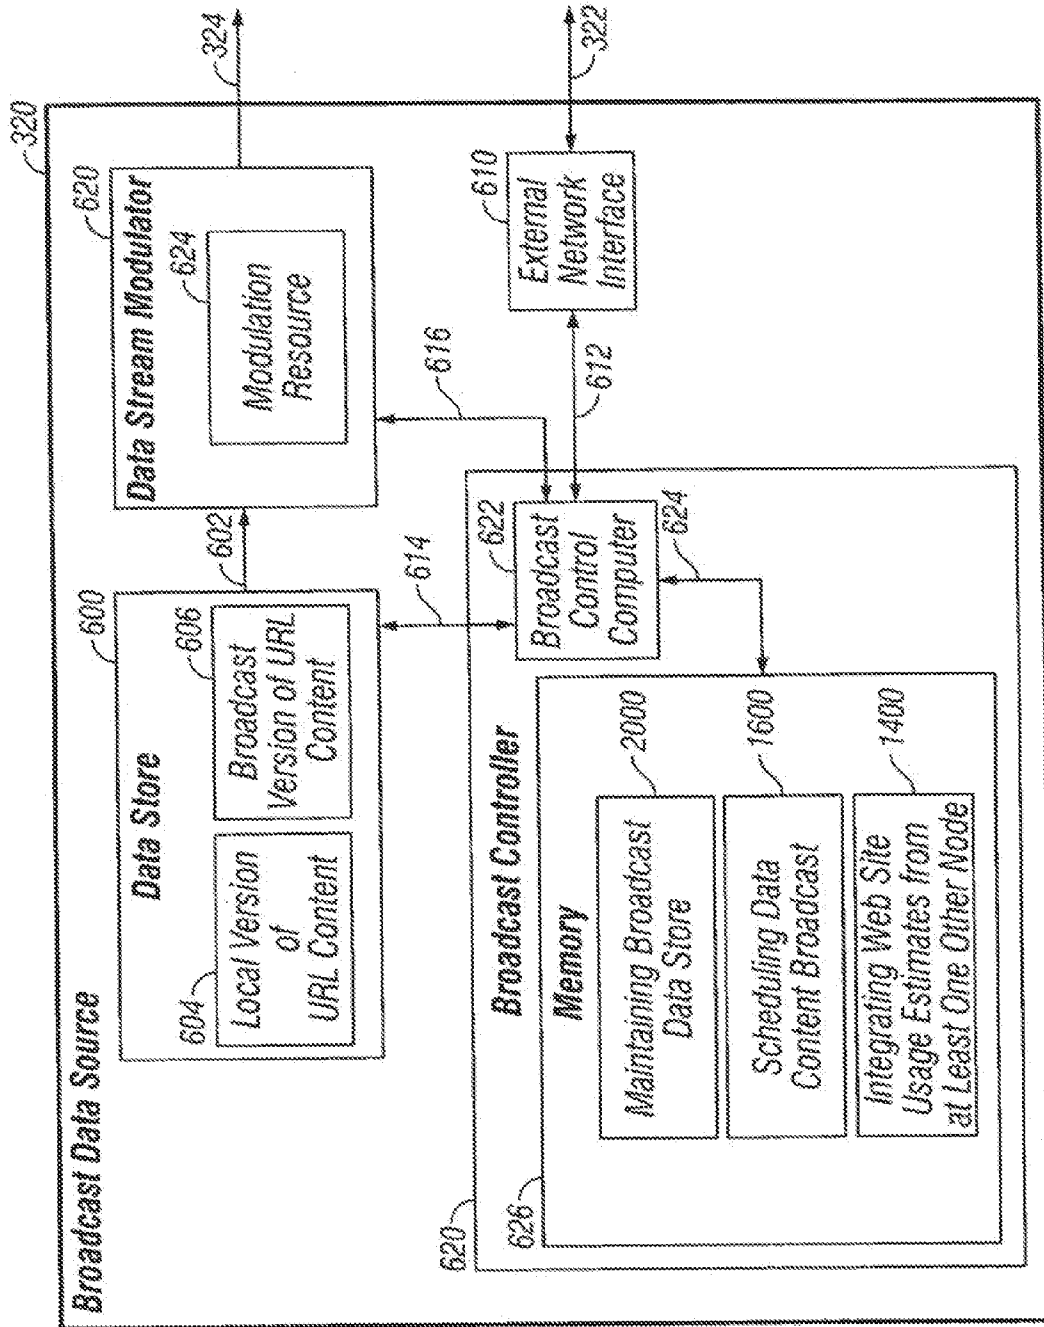 Broadcast Data Source
320
600
Data Store
604
Local Version
of
URL Content
606
Broadcast
Version of URL
Content
602
620
Data Stream Modulator
624
Modulation
Resource
324
614
616
620
Broadcast Controller
622
Broadcast
Control
Computer
612
610
External
Network
Interface
322
624
626
Memory
Maintaining Broadcast
Data Store
2000
Scheduling Data
Content Broadcast
1600
Integrating Web Site
Usage Estimates from
at Least One Other Node
1400